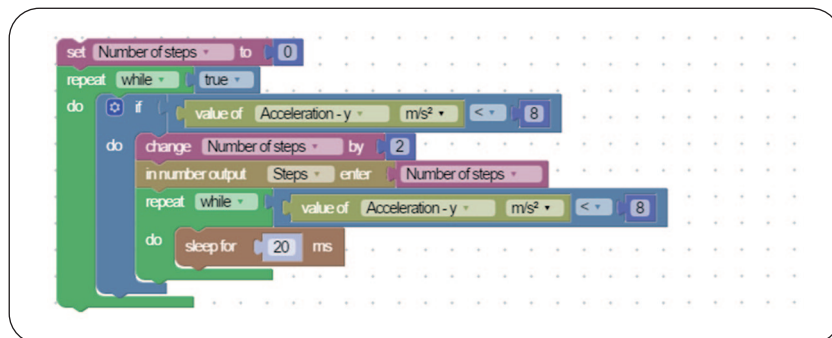 set Number of steps to 0
repeat while true
do if value of Acceleration - y m/s² < 8
do change Number of steps by 2
in number output Steps enter Number of steps
repeat while value of Acceleration - y m/s² < 8
do sleep for 20 ms